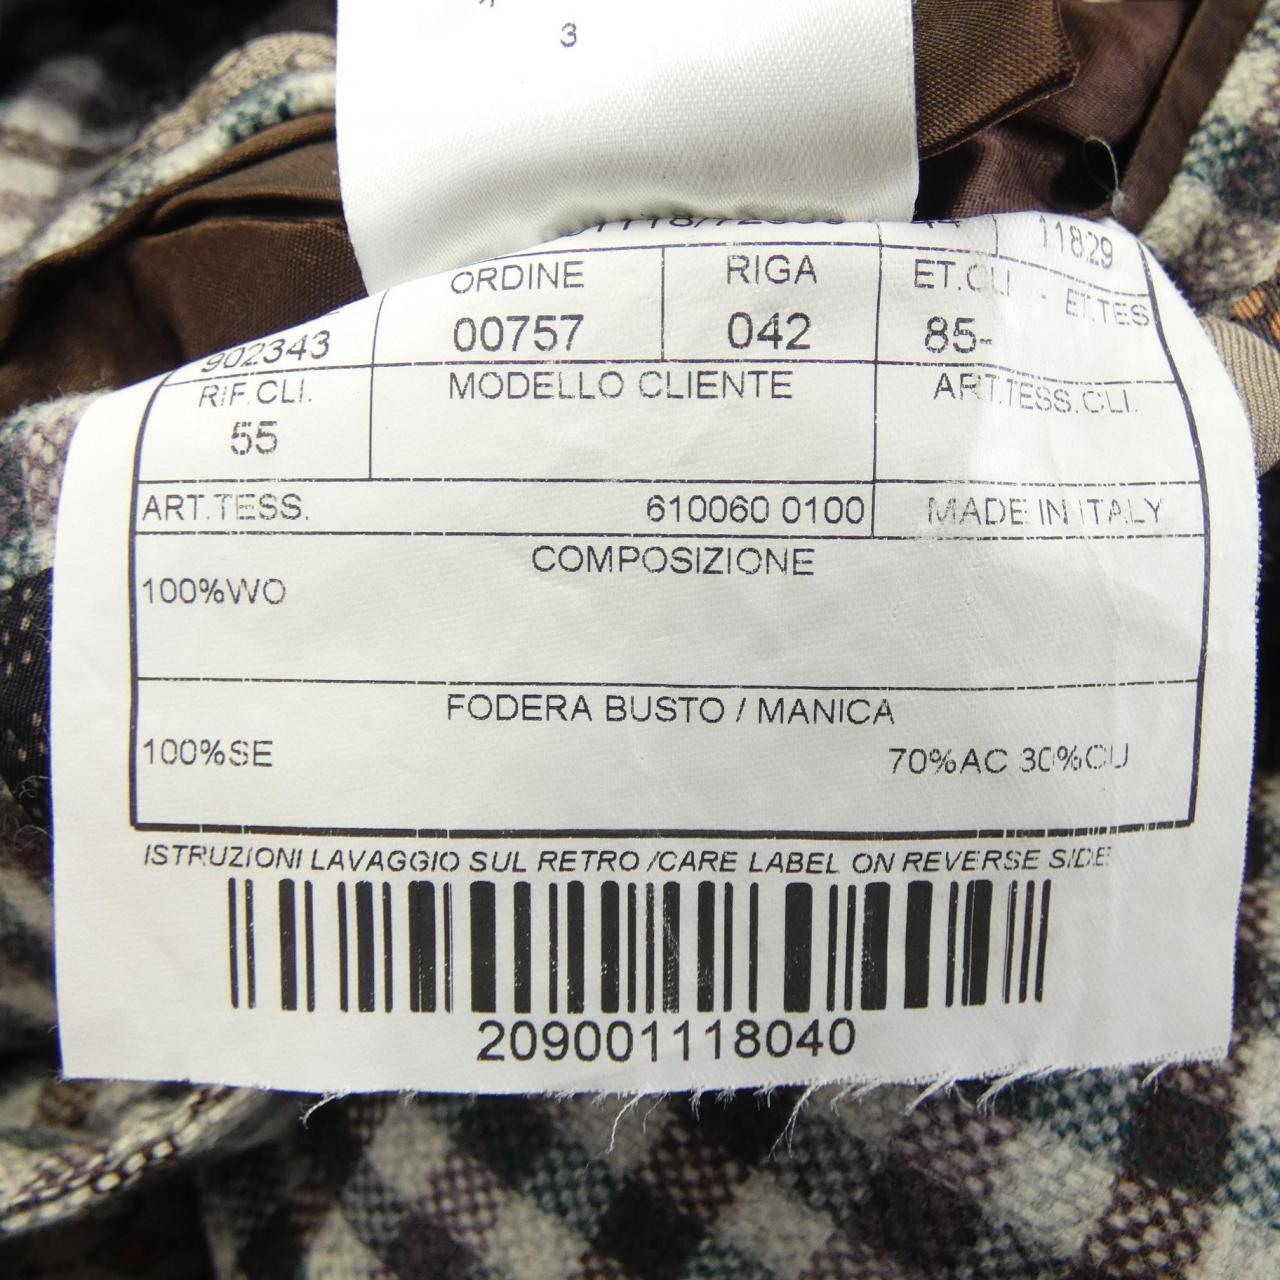 3
11829
ORDINE RIGA ET.CLI - ET.TES
902343 00757 042 85-
RIF.CLI. MODELLO CLIENTE ART.TESS.CLI.
55
ART.TESS. 610060 0100 MADE IN ITALY
COMPOSIZIONE
100%WO
FODERA BUSTO / MANICA
100%SE 70%AC 30%CU
ISTRUZIONI LAVAGGIO SUL RETRO /CARE LABEL ON REVERSE SIDE
209001118040